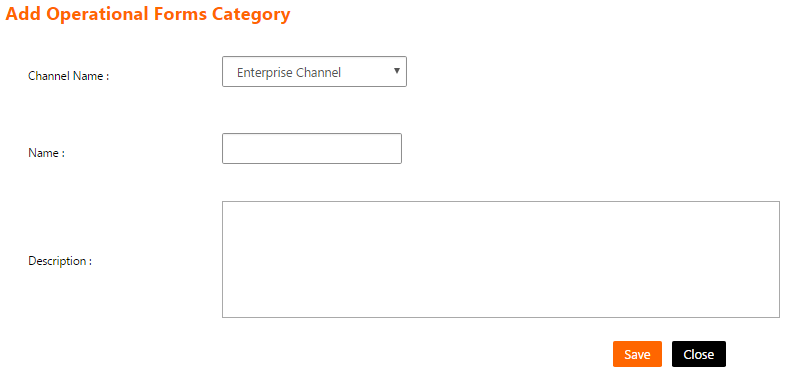 Add Operational Forms Category
Channel Name :
Enterprise Channel
Name :
Description :
Save
Close